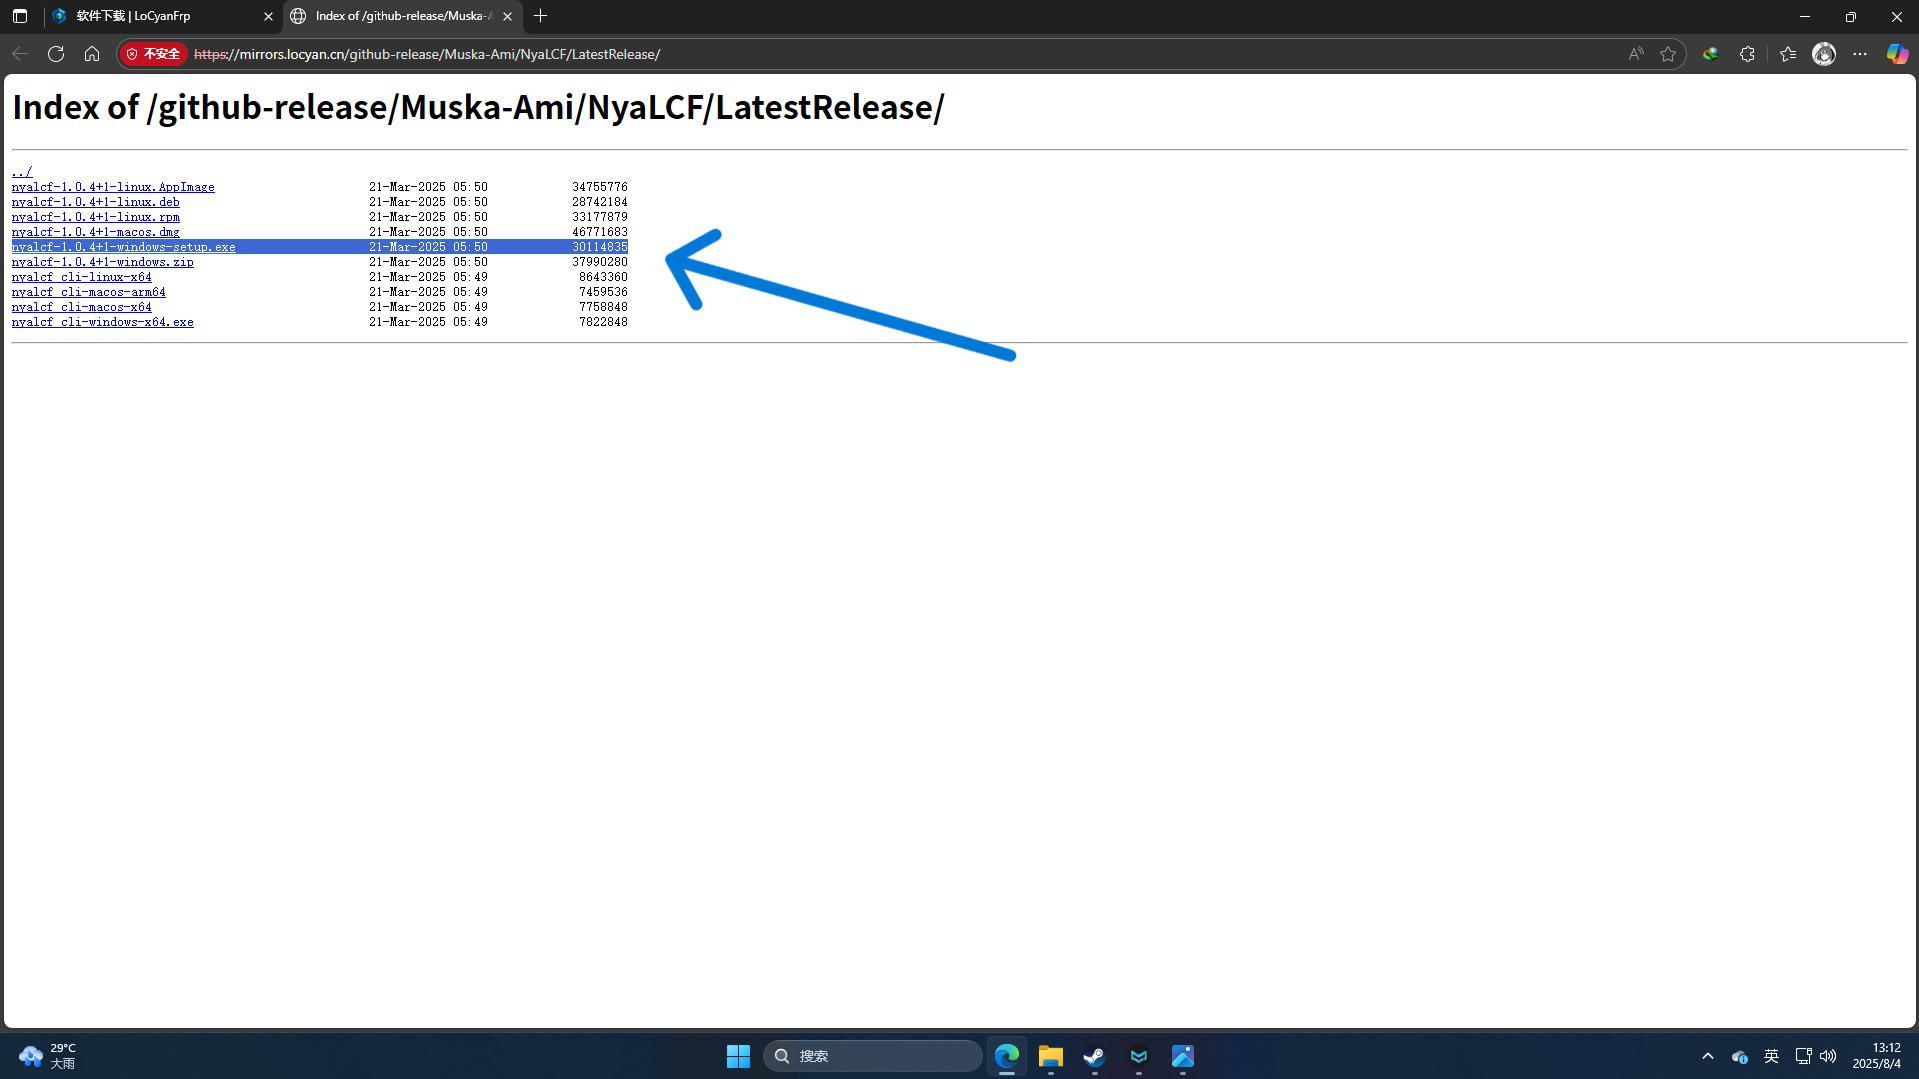 软件下载 | LoCyanFrp
Index of /github-release/Muska-A
不安全 https://mirrors.locyan.cn/github-release/Muska-Ami/NyaLCF/LatestRelease/
Index of /github-release/Muska-Ami/NyaLCF/LatestRelease/
../
nyalcf-1.0.4+1-linux.AppImage 21-Mar-2025 05:50 34755776
nyalcf-1.0.4+1-linux.deb 21-Mar-2025 05:50 28742184
nyalcf-1.0.4+1-linux.rpm 21-Mar-2025 05:50 33177879
nyalcf-1.0.4+1-macos.dmg 21-Mar-2025 05:50 46771683
nyalcf-1.0.4+1-windows-setup.exe 21-Mar-2025 05:50 30114835
nyalcf-1.0.4+1-windows.zip 21-Mar-2025 05:50 37990280
nyalcf_cli-linux-x64 21-Mar-2025 05:49 8643360
nyalcf_cli-macos-arm64 21-Mar-2025 05:49 7459536
nyalcf_cli-macos-x64 21-Mar-2025 05:49 7758848
nyalcf_cli-windows-x64.exe 21-Mar-2025 05:49 7822848
29°C
大雨
搜索
英
13:12
2025/8/4